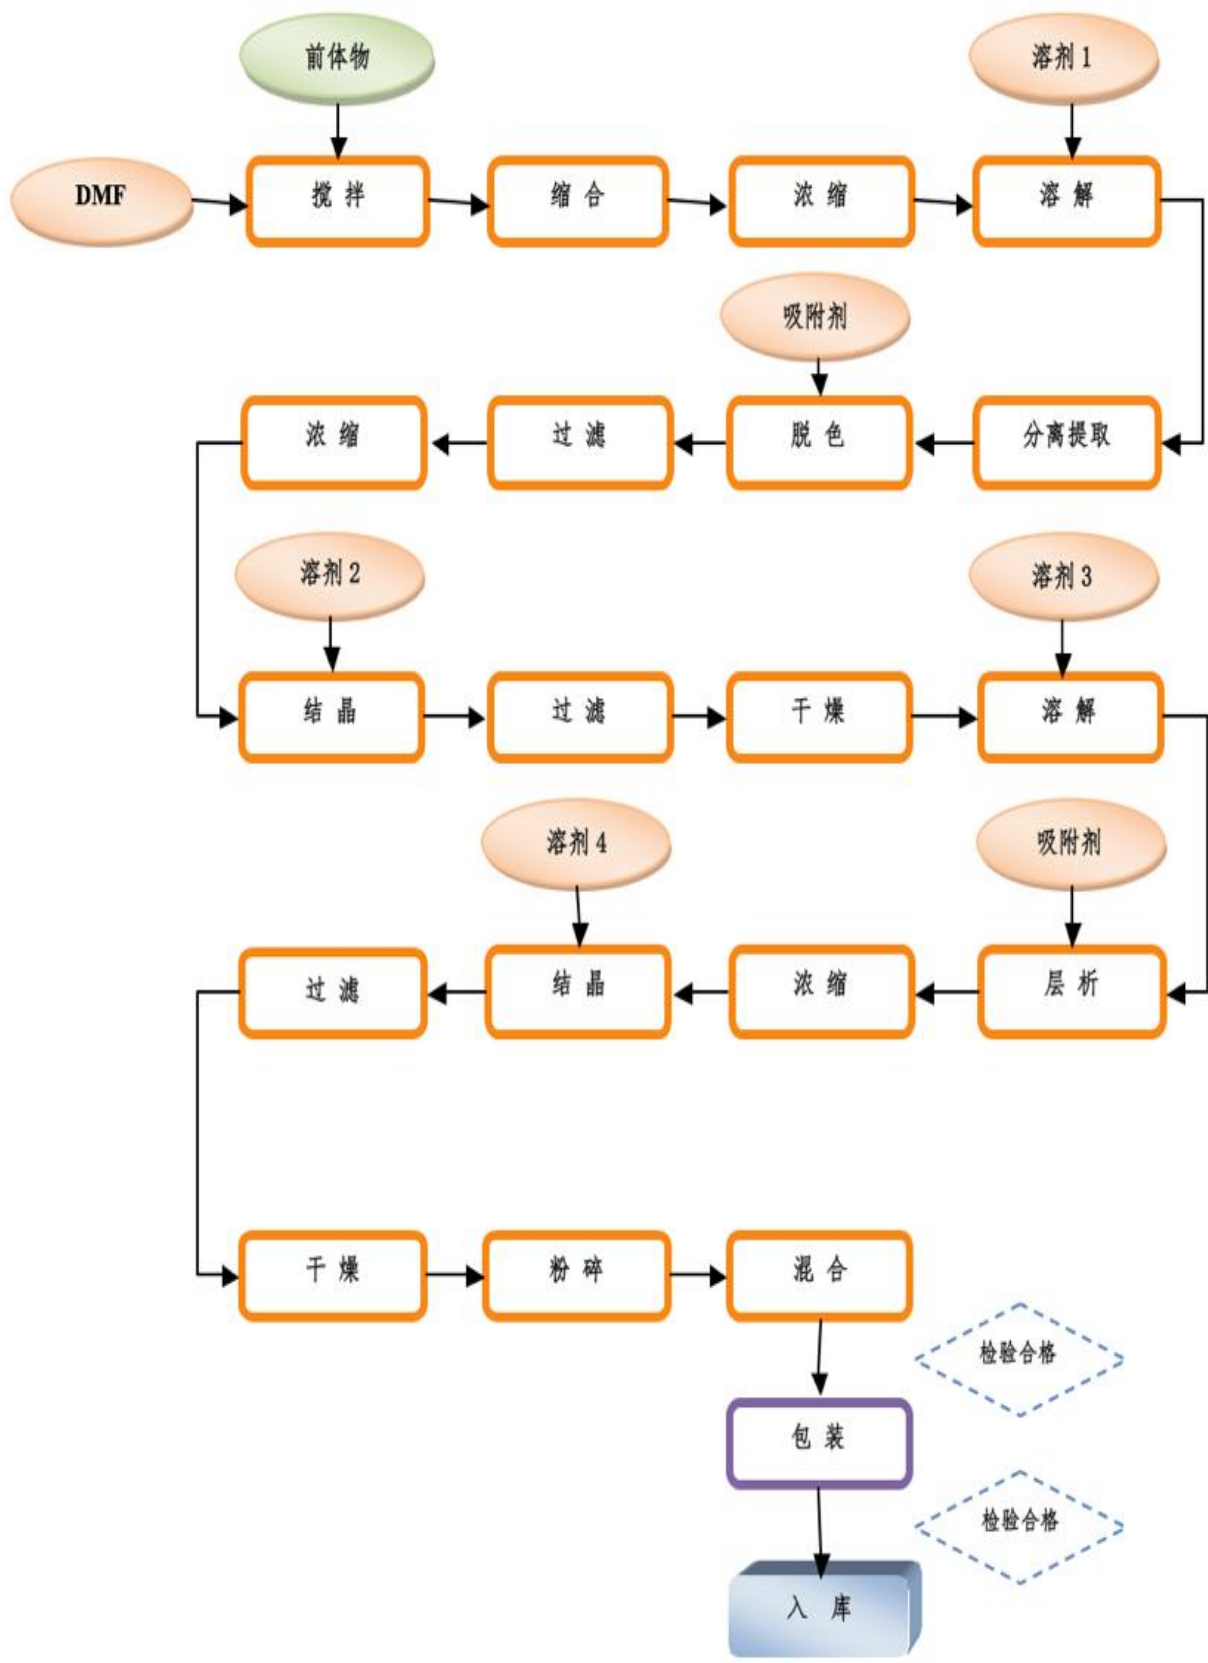 前体物
溶剂1
DMF
搅拌
缩合
浓缩
溶解
吸附剂
浓缩
过滤
脱色
分离提取
溶剂2
溶剂3
结晶
过滤
干燥
溶解
溶剂4
吸附剂
过滤
结晶
浓缩
层析
干燥
粉碎
混合
检验合格
包装
检验合格
入库